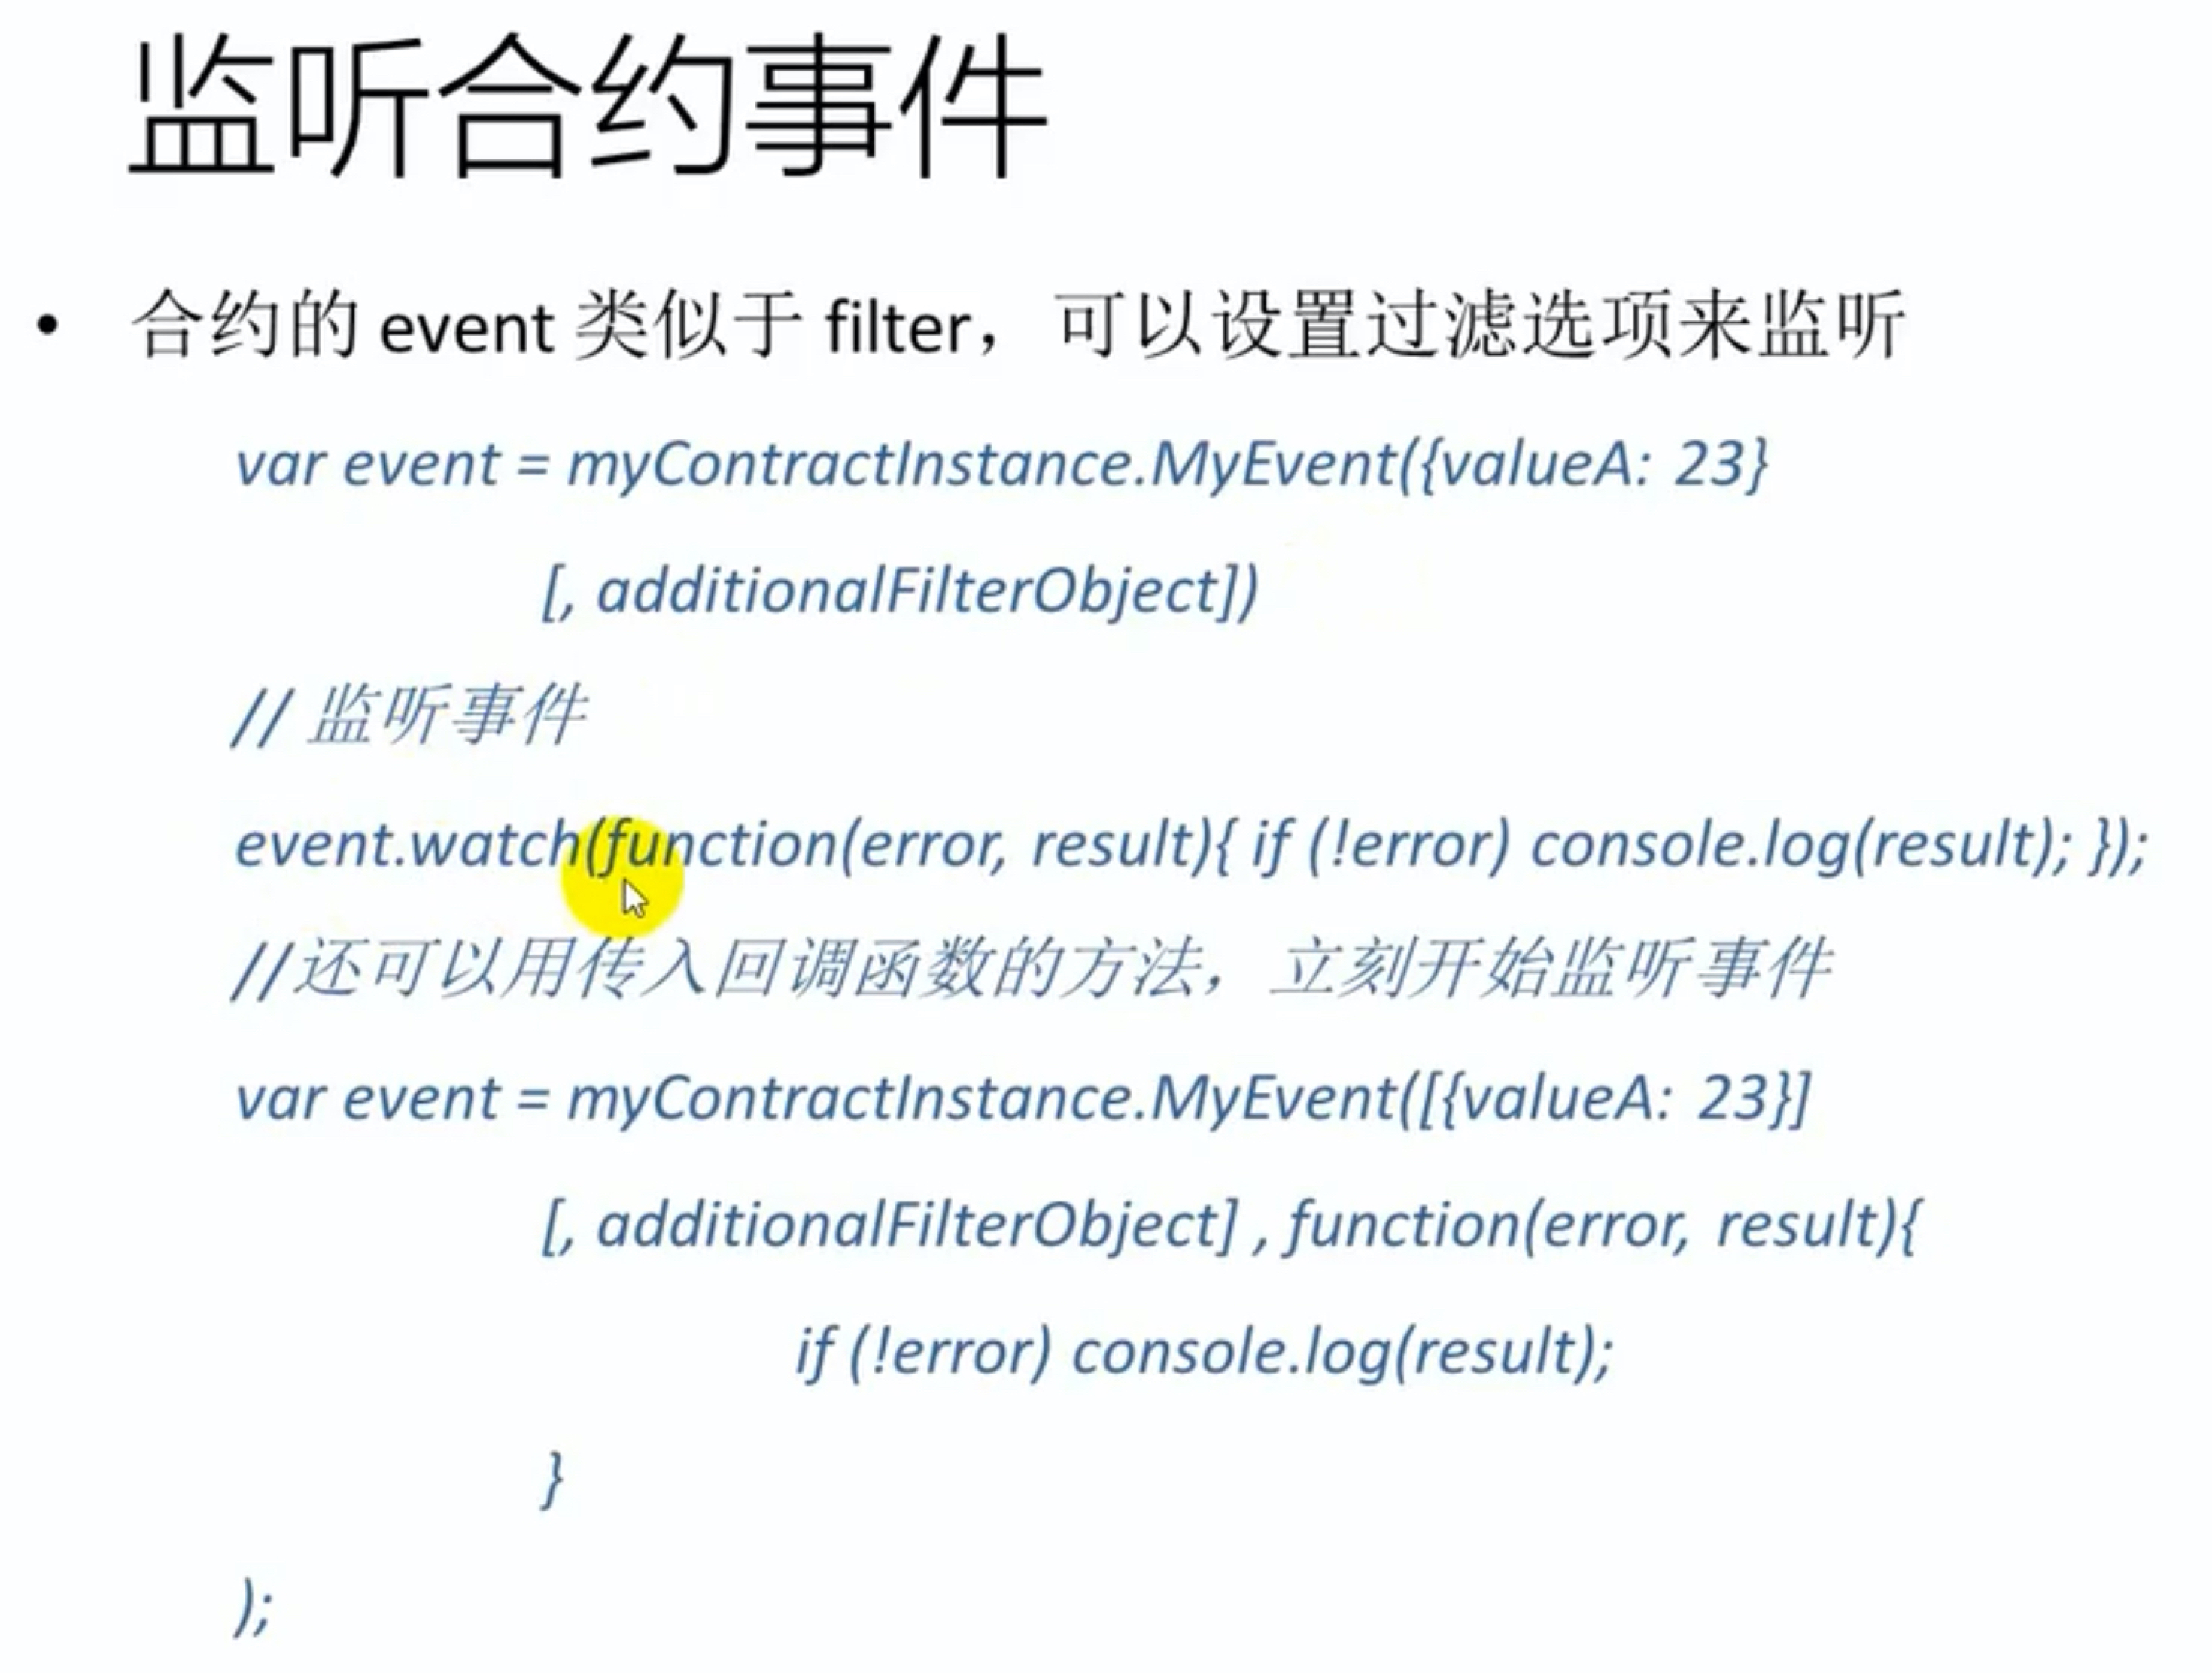 监听合约事件
• 合约的 event 类似于 filter，可以设置过滤选项来监听
var event = myContractInstance.MyEvent({valueA: 23}
[, additionalFilterObject])
// 监听事件
event.watch(function(error, result){ if (!error) console.log(result); });
//还可以用传入回调函数的方法，立刻开始监听事件
var event = myContractInstance.MyEvent([{valueA: 23}]
[, additionalFilterObject] , function(error, result){
if (!error) console.log(result);
}
);